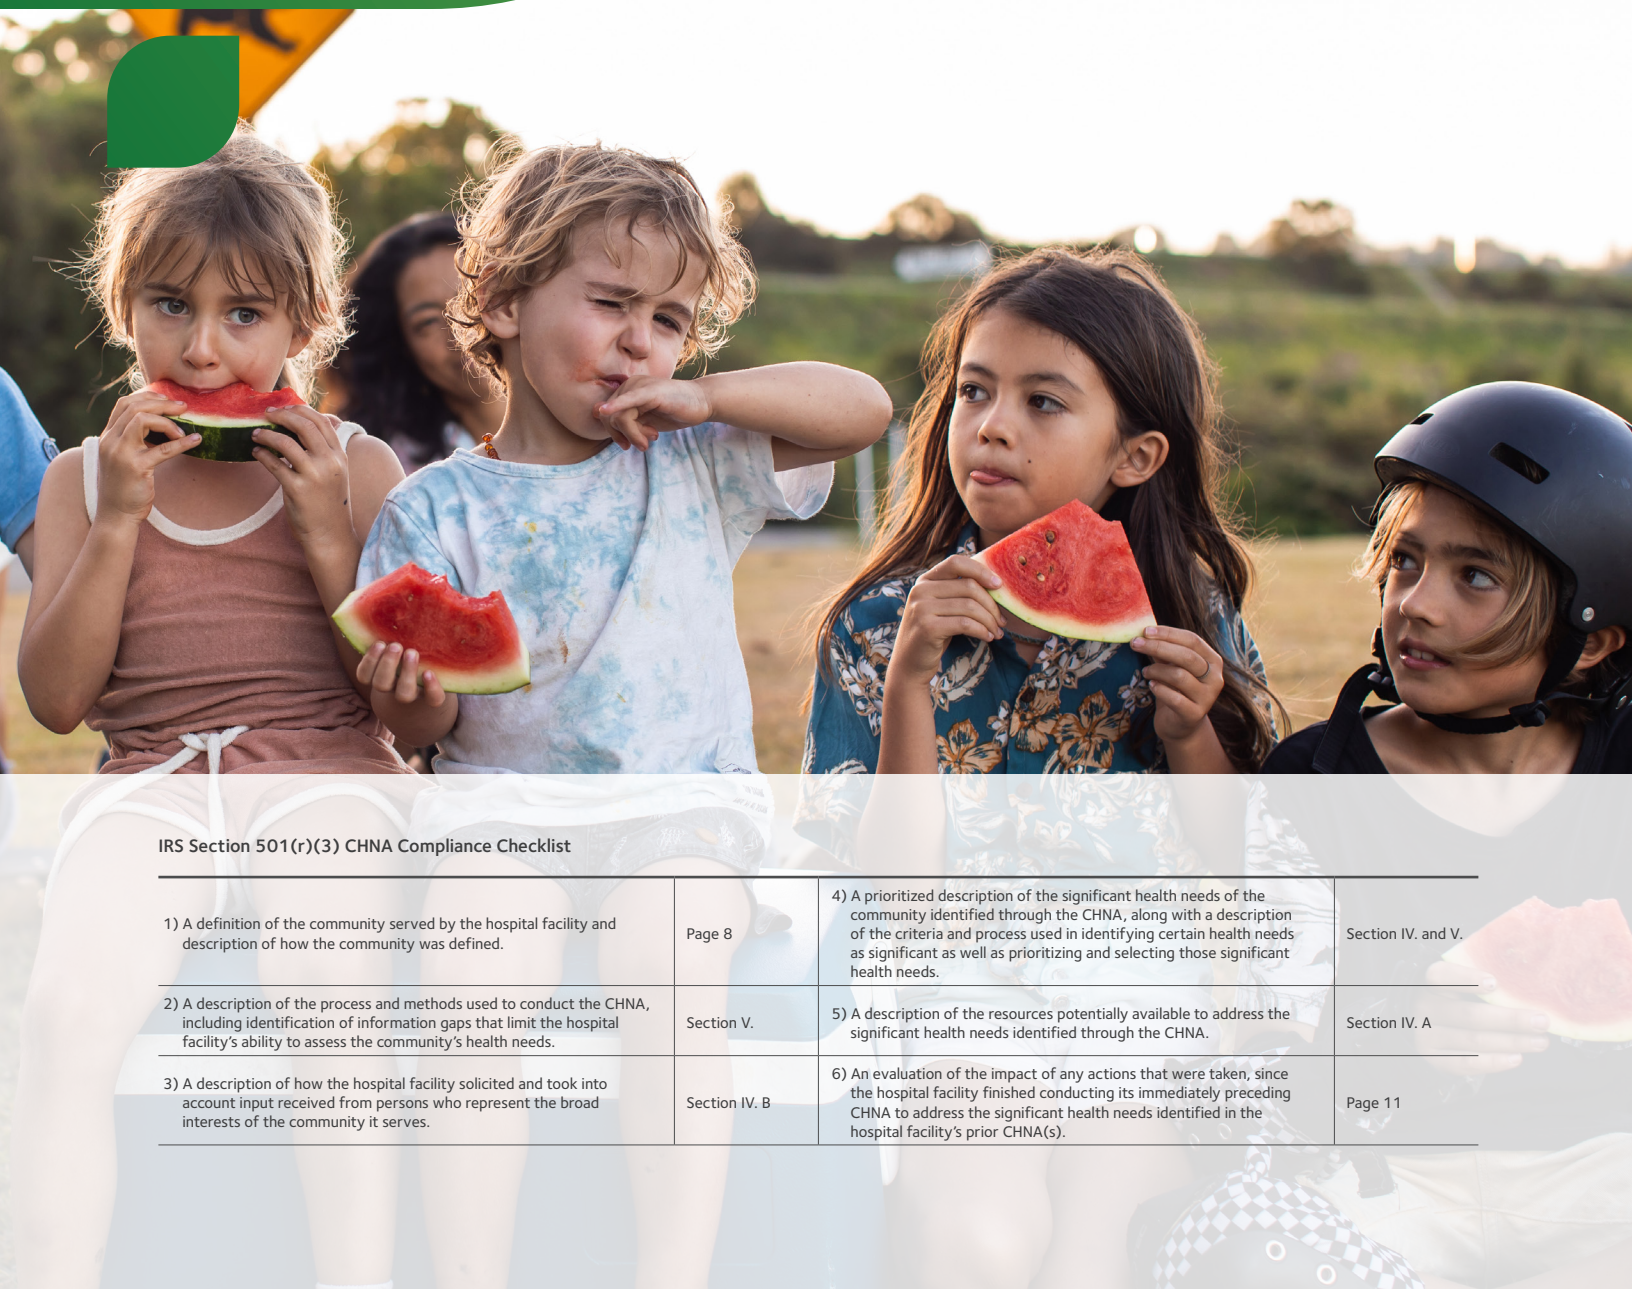 IRS Section 501(r)(3) CHNA Compliance Checklist
1) A definition of the community served by the hospital facility and
description of how the community was defined.
Page 8
4) A prioritized description of the significant health needs of the
community identified through the CHNA, along with a description
of the criteria and process used in identifying certain health needs
as significant as well as prioritizing and selecting those significant
health needs.
Section IV. and V.
2) A description of the process and methods used to conduct the CHNA,
including identification of information gaps that limit the hospital
facility’s ability to assess the community’s health needs.
Section V.
5) A description of the resources potentially available to address the
significant health needs identified through the CHNA.
Section IV. A
3) A description of how the hospital facility solicited and took into
account input received from persons who represent the broad
interests of the community it serves.
Section IV. B
6) An evaluation of the impact of any actions that were taken, since
the hospital facility finished conducting its immediately preceding
CHNA to address the significant health needs identified in the
hospital facility’s prior CHNA(s).
Page 11